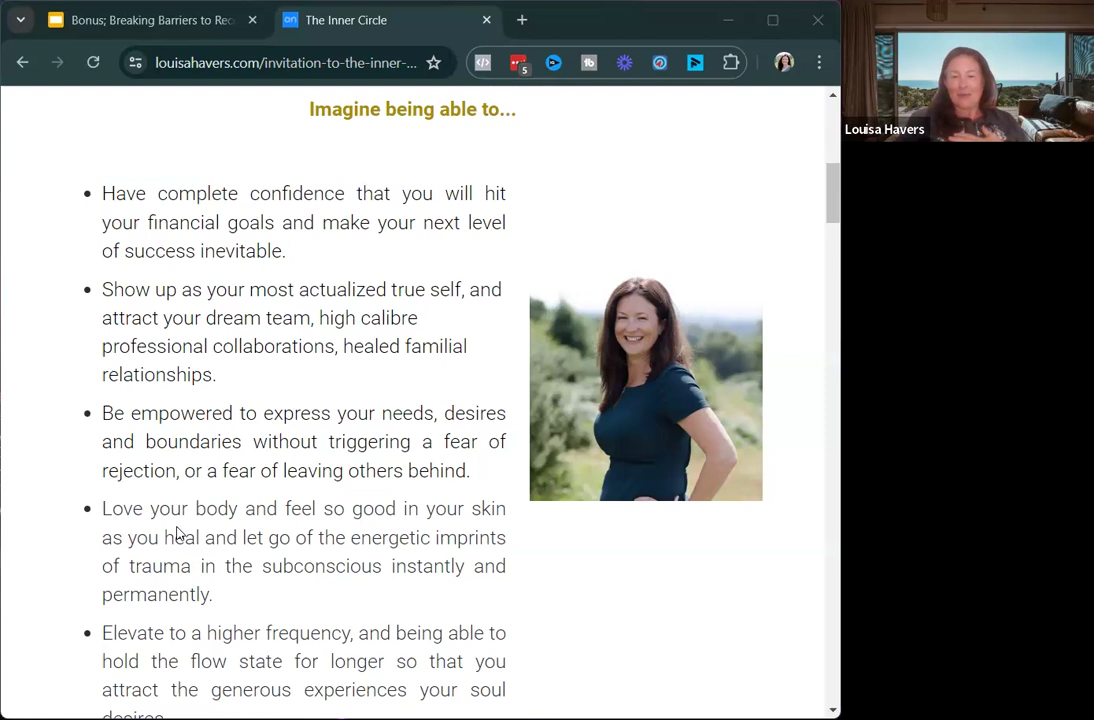 Bonus; Breaking Barriers to Rec
The Inner Circle
louisahavers.com/invitation-to-the-inner-...
5
Louisa Havers
Imagine being able to...
• Have complete confidence that you will hit
your financial goals and make your next level
of success inevitable.
• Show up as your most actualized true self, and
attract your dream team, high calibre
professional collaborations, healed familial
relationships.
• Be empowered to express your needs, desires
and boundaries without triggering a fear of
rejection, or a fear of leaving others behind.
• Love your body and feel so good in your skin
as you heal and let go of the energetic imprints
of trauma in the subconscious instantly and
permanently.
• Elevate to a higher frequency, and being able to
hold the flow state for longer so that you
attract the generous experiences your soul
desires